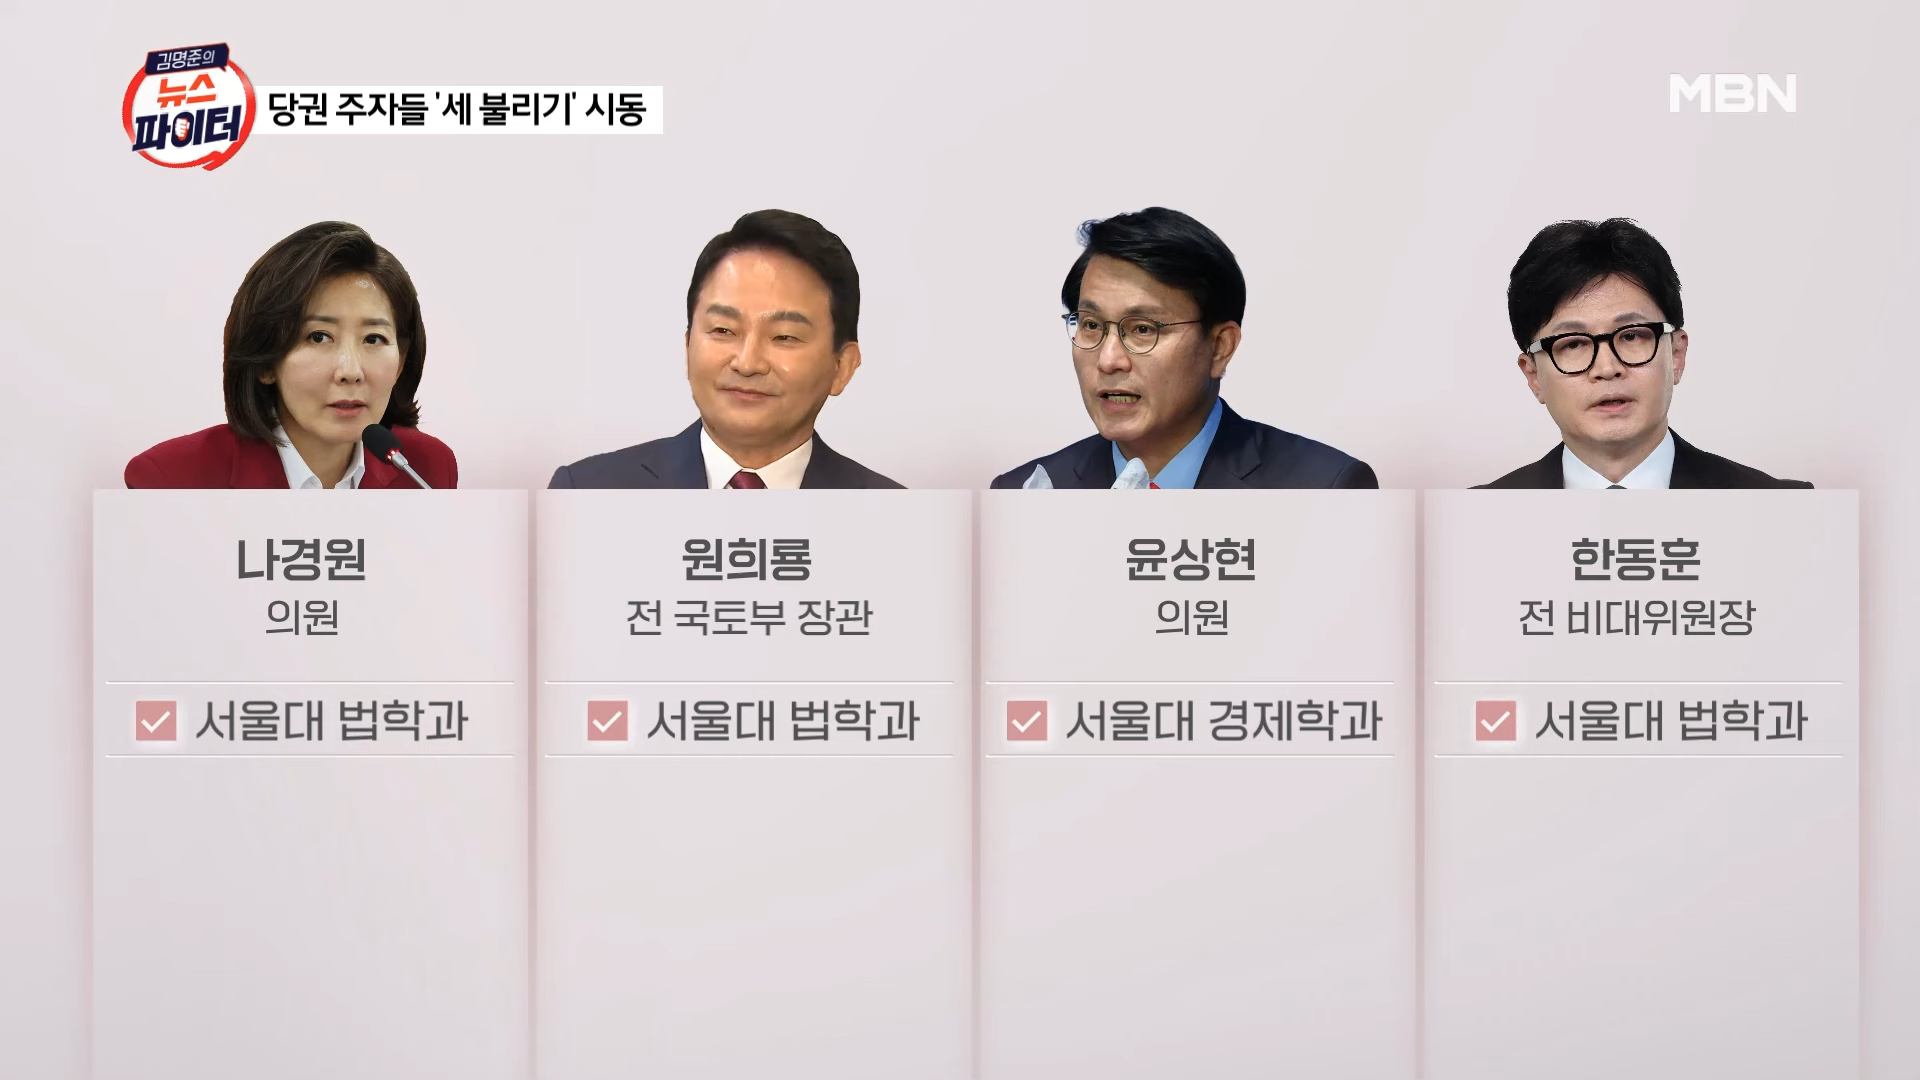 김명준의
뉴스
파이터
당권 주자들 '세 불리기' 시동
MBN
나경원
의원
서울대 법학과
원희룡
전 국토부 장관
서울대 법학과
윤상현
의원
서울대 경제학과
한동훈
전 비대위원장
서울대 법학과